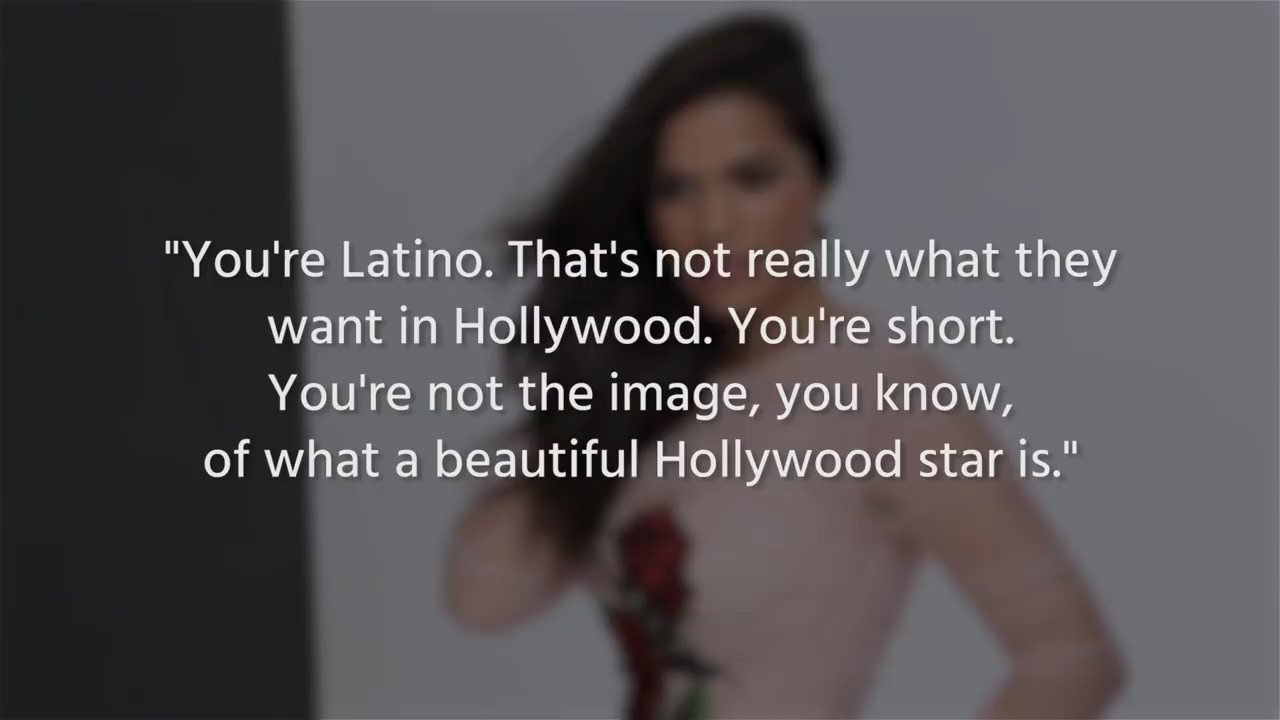 "You're Latino. That's not really what they
want in Hollywood. You're short.
You're not the image, you know,
of what a beautiful Hollywood star is."